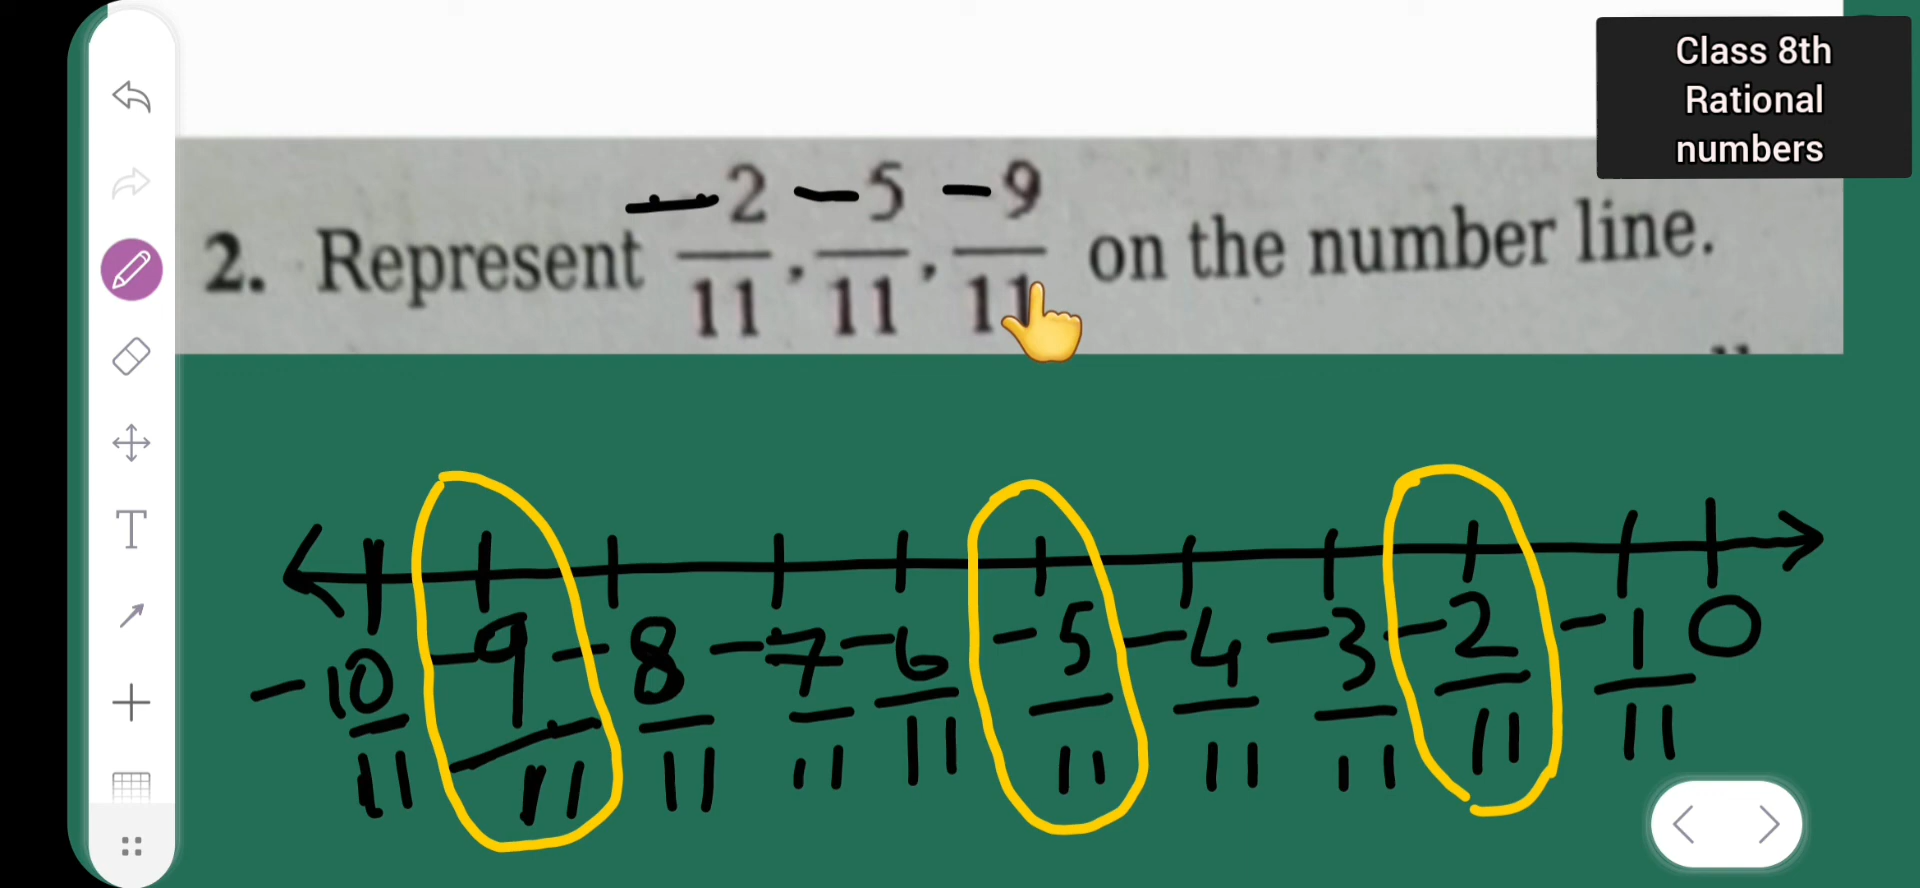 Class 8th
Rational
numbers
2. Represent -2/11, -5/11, -9/11 on the number line.
-10/11 -9/11 -8/11 -7/11 -6/11 -5/11 -4/11 -3/11 -2/11 -1/11 0
T